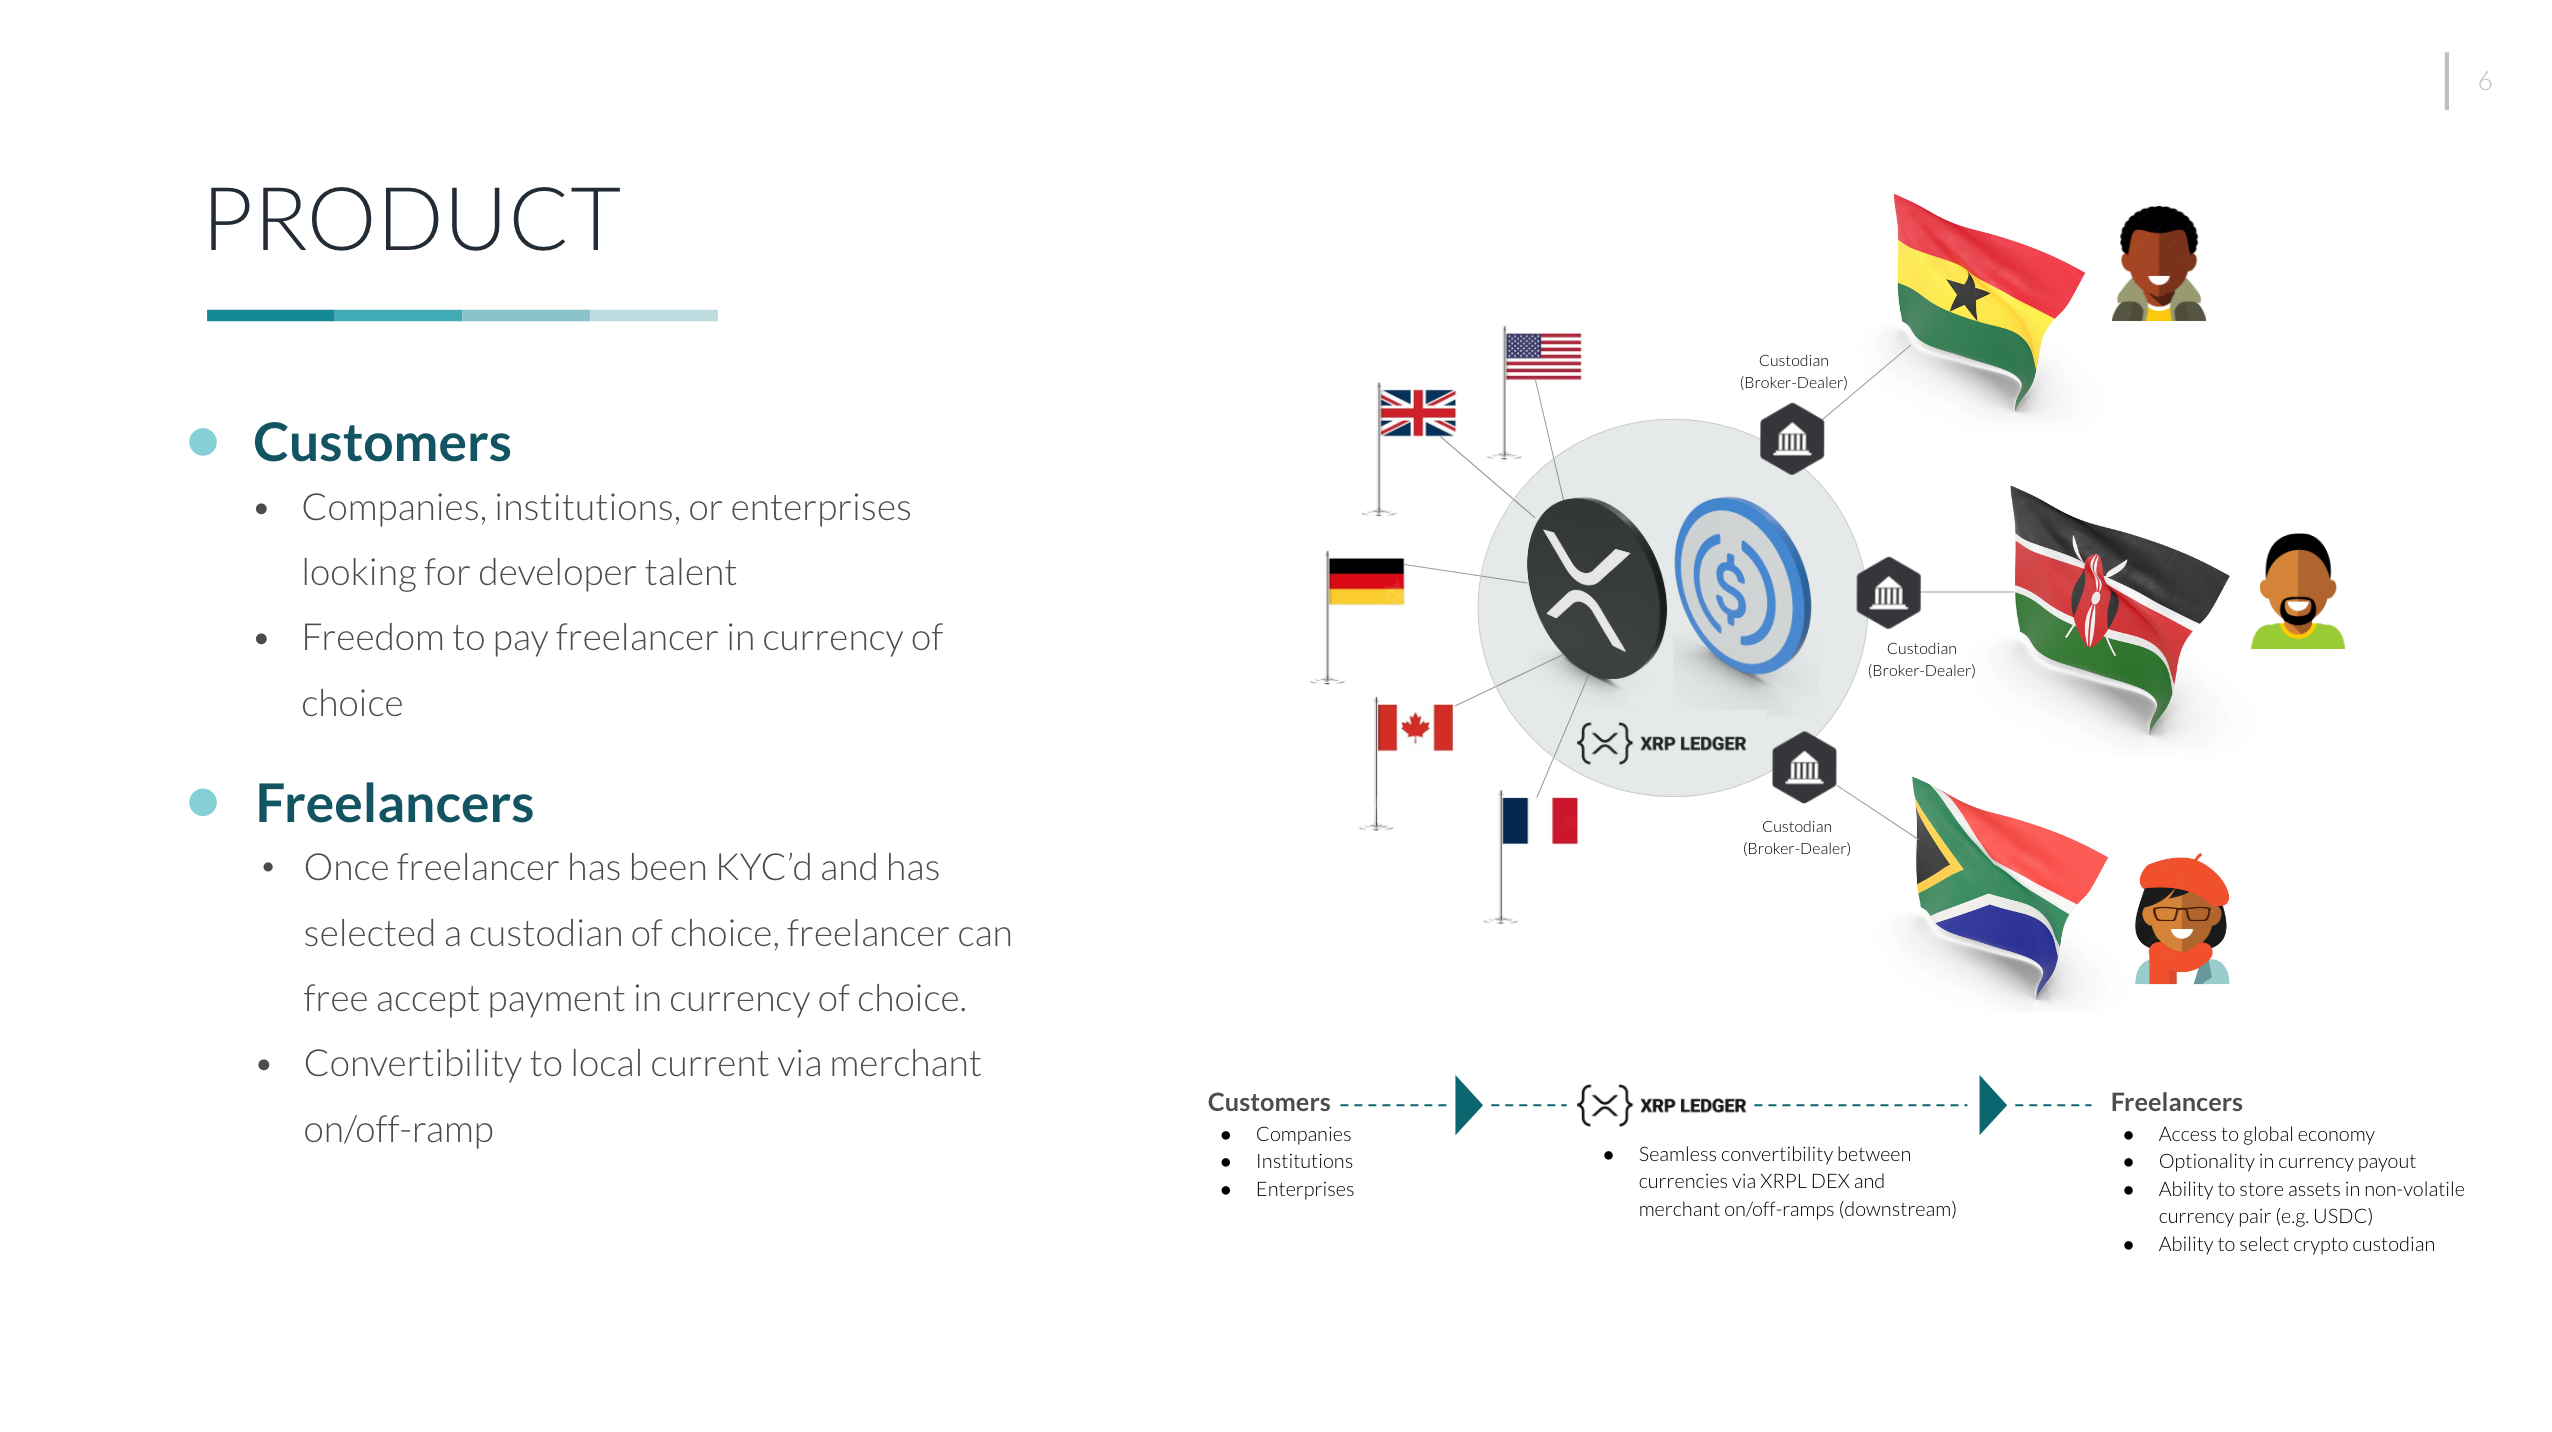 6
PRODUCT
Customers
Companies, institutions, or enterprises
looking for developer talent
Freedom to pay freelancer in currency of
choice
Freelancers
Once freelancer has been KYC’d and has
selected a custodian of choice, freelancer can
free accept payment in currency of choice.
Convertibility to local current via merchant
on/off-ramp
Custodian
(Broker-Dealer)
Custodian
(Broker-Dealer)
XRP LEDGER
Custodian
(Broker-Dealer)
Customers
Companies
Institutions
Enterprises
XRP LEDGER
Seamless convertibility between
currencies via XRPL DEX and
merchant on/off-ramps (downstream)
Freelancers
Access to global economy
Optionality in currency payout
Ability to store assets in non-volatile
currency pair (e.g. USDC)
Ability to select crypto custodian